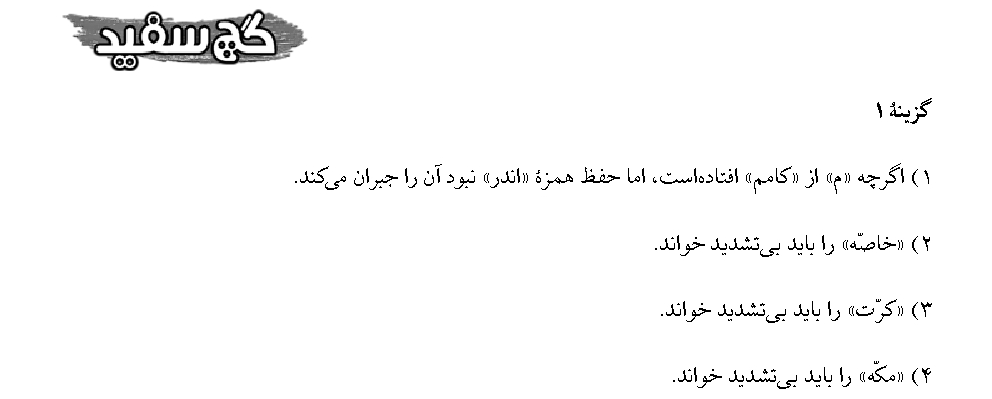 گچ سفید
گزینهٔ ۱
۱) اگرچه «م» از «کامم» افتاده‌است، اما حفظ همزهٔ «اندر» نبود آن را جبران می‌کند.
۲) «خاصّه» را باید بی‌تشدید خواند.
۳) «کرّت» را باید بی‌تشدید خواند.
۴) «مکّه» را باید بی‌تشدید خواند.